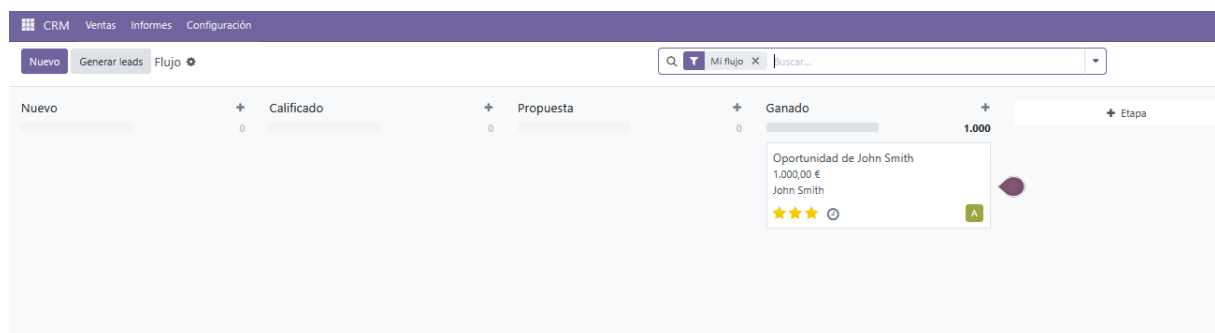 CRM Ventas Informes Configuración
Nuevo Generar leads Flujo Mi flujo X Buscar...
Nuevo + Calificado + Propuesta + Ganado + + Etapa
0 0 0 1.000
Oportunidad de John Smith
1.000,00 €
John Smith
A